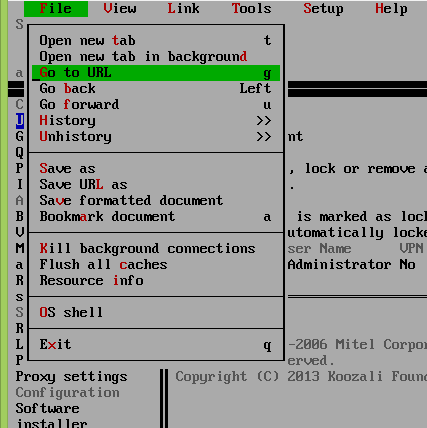 File View Link Tools Setup Help
S
Open new tab t
Open new tab in background
a Go to URL g
Go back Left
C Go forward u
U History >>
G Unhistory >> nt
Q
P Save as , lock or remove a
I Save URL as .
A Save formatted document
B Bookmark document a is marked as lock
V utomatically locke
M Kill background connections ser Name VPN
a Flush all caches Administrator No
R Resource info
s
S OS shell
R
L Exit q -2006 Mitel Corpor
P erved.
Proxy settings Copyright (C) 2013 Koozali Found
Configuration
Software
installer